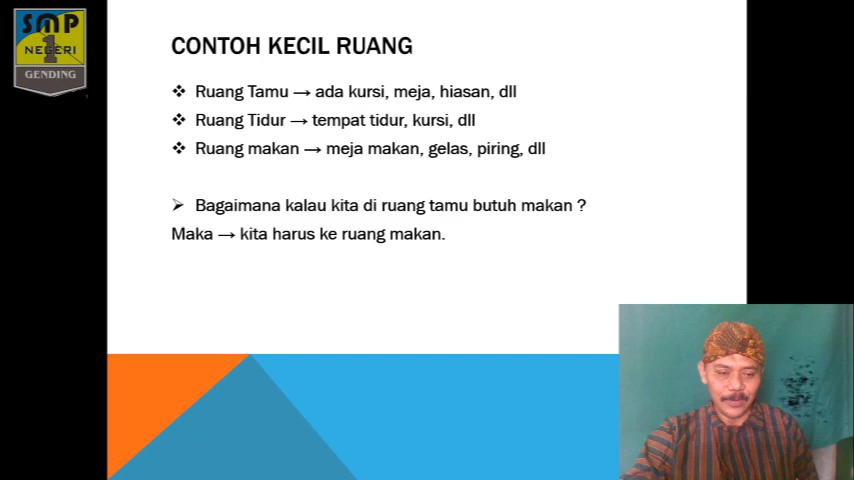 SMP
1
NEGERI
GENDING
CONTOH KECIL RUANG
❖ Ruang Tamu → ada kursi, meja, hiasan, dll
❖ Ruang Tidur → tempat tidur, kursi, dll
❖ Ruang makan → meja makan, gelas, piring, dll
➢ Bagaimana kalau kita di ruang tamu butuh makan ?
Maka → kita harus ke ruang makan.